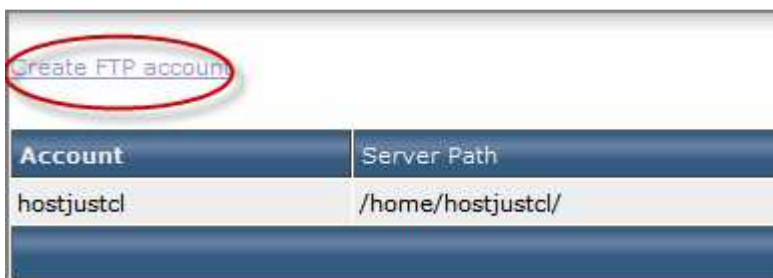 Create FTP account
Account Server Path
hostjustcl /home/hostjustcl/